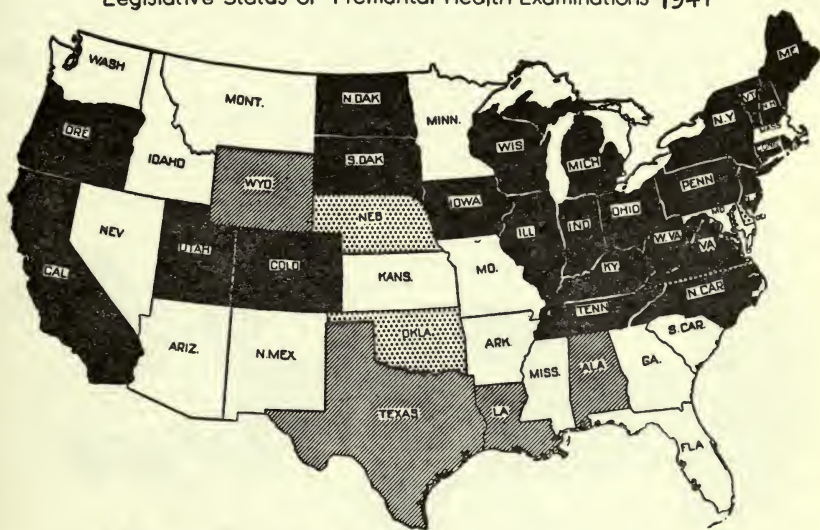 Legislative Status of Premarital Health Examinations 1941
WASH
MONT.
N.DAK
MINN.
ORE
IDAHO
WYO.
S.DAK
WIS
MICH
N.Y
VT
N.H
ME
MASS
CONN
NEV
UTAH
COLO
NEB
IOWA
ILL
IND
OHIO
PENN
MD
W.VA
VA
CAL
KANS.
MO.
KY.
N.CAR
TENN
ARIZ.
N.MEX.
OKLA.
ARK.
S.CAR.
MISS.
ALA
GA.
TEXAS
LA
FLA